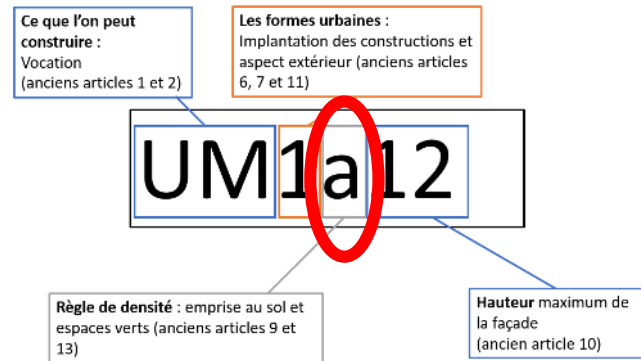 Ce que l’on peut
construire :
Vocation
(anciens articles 1 et 2)
Les formes urbaines :
Implantation des constructions et
aspect extérieur (anciens articles
6, 7 et 11)
UM1a12
Règle de densité : emprise au sol et
espaces verts (anciens articles 9 et
13)
Hauteur maximum de
la façade
(ancien article 10)